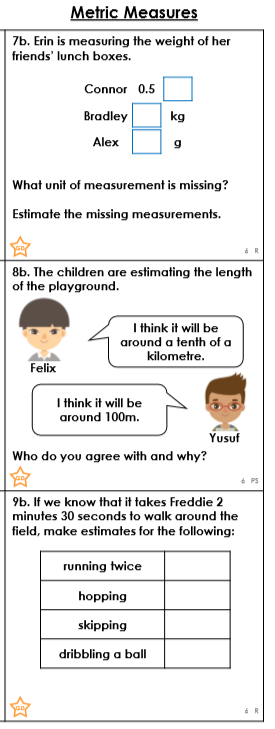 Metric Measures
7b. Erin is measuring the weight of her
friends' lunch boxes.
Connor 0.5
Bradley kg
Alex g
What unit of measurement is missing?
Estimate the missing measurements.
GD
6 R
8b. The children are estimating the length
of the playground.
I think it will be
around a tenth of a
kilometre.
Felix
I think it will be
around 100m.
Yusuf
Who do you agree with and why?
GD
6 PS
9b. If we know that it takes Freddie 2
minutes 30 seconds to walk around the
field, make estimates for the following:
running twice
hopping
skipping
dribbling a ball
GD
6 R